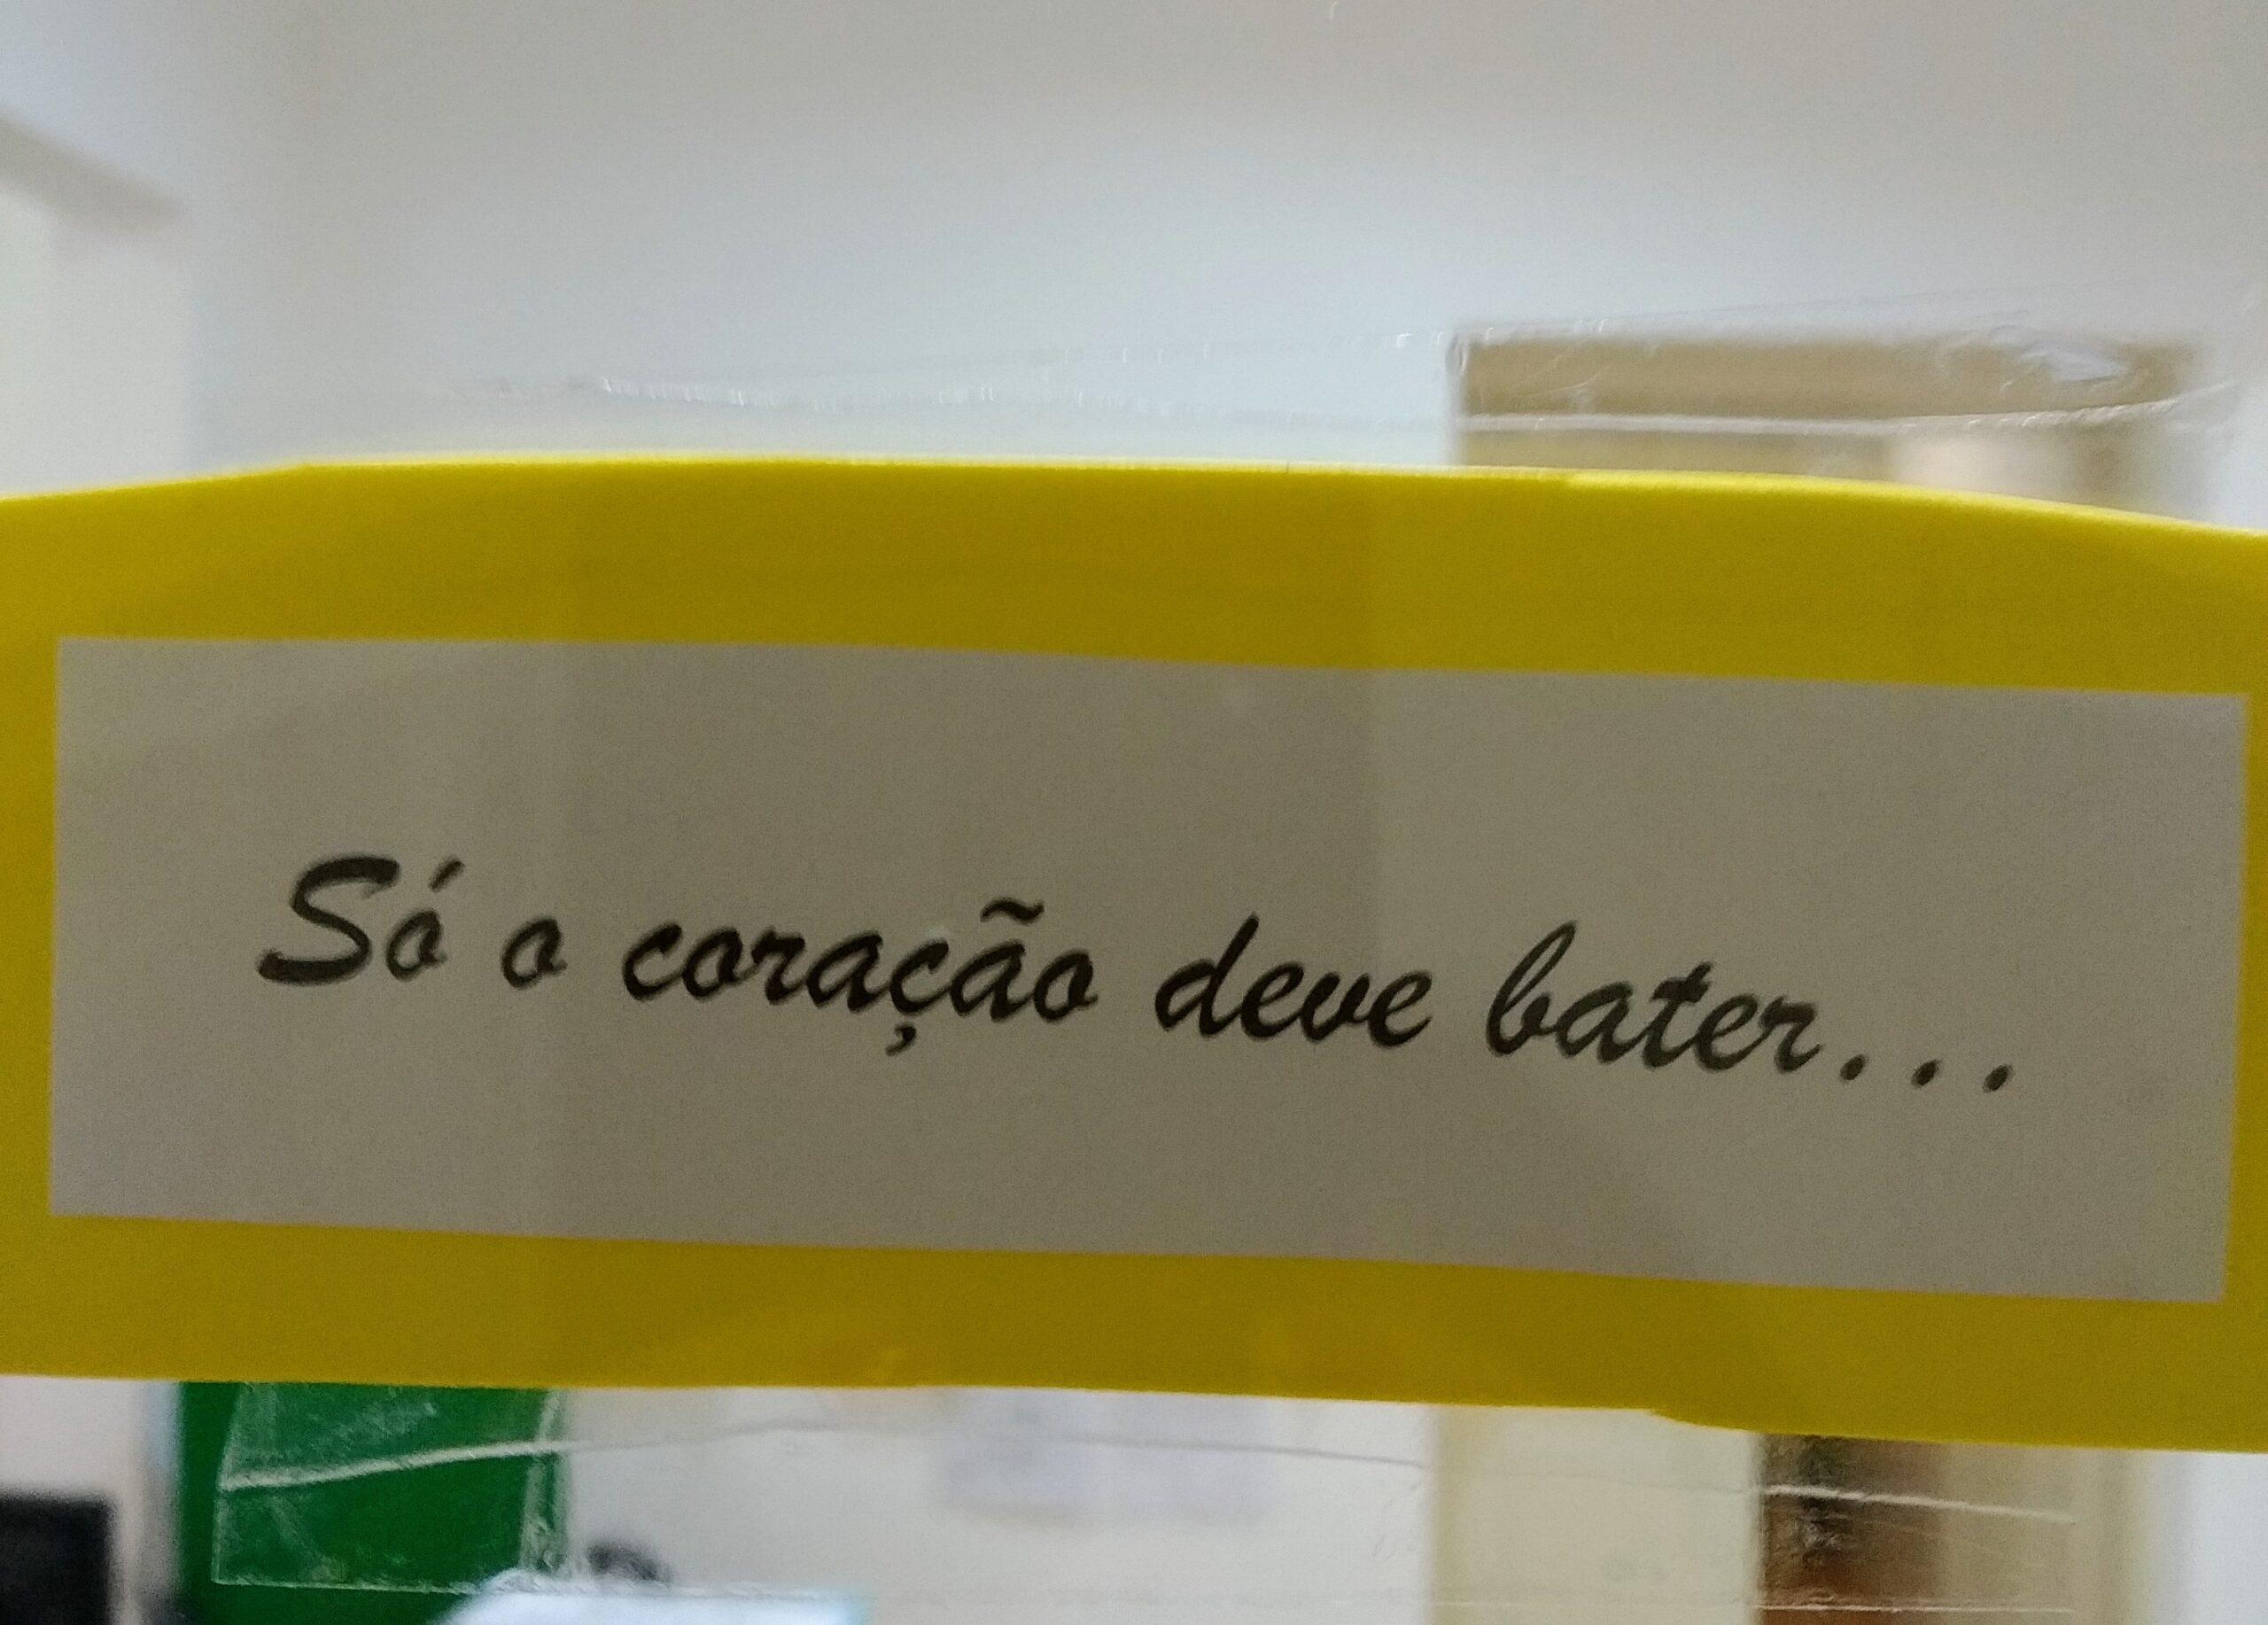 Só o coração deve bater...